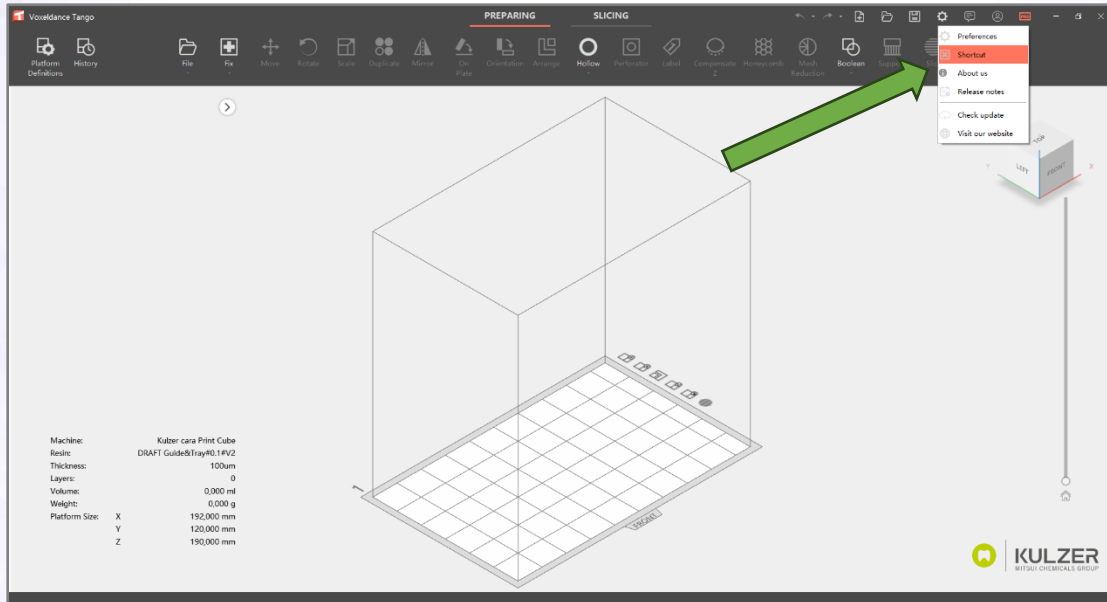 Voxeldance Tango
PREPARING
SLICING
PRO
Platform
Definitions
History
File
Fix
Move
Rotate
Scale
Duplicate
Mirror
On
Plate
Orientation
Arrange
Hollow
Perforator
Label
Compensate
Z
Honeycomb
Mesh
Reduction
Boolean
Preferences
Shortcut
About us
Release notes
Check update
Visit our website
TOP
LEFT
FRONT
Y
X
1
FRONT
Machine: Kulzer cara Print Cube
Resin: DRAFT Guide&Tray#0.1#V2
Thickness: 100um
Layers: 0
Volume: 0,000 ml
Weight: 0,000 g
Platform Size: X 192,000 mm
Y 120,000 mm
Z 190,000 mm
KULZER
MITSUI CHEMICALS GROUP